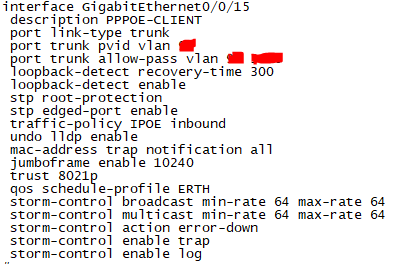 interface GigabitEthernet0/0/15
description PPPOE-CLIENT
port link-type trunk
port trunk pvid vlan
port trunk allow-pass vlan
loopback-detect recovery-time 300
loopback-detect enable
stp root-protection
stp edged-port enable
traffic-policy IPOE inbound
undo lldp enable
mac-address trap notification all
jumboframe enable 10240
trust 8021p
qos schedule-profile ERTH
storm-control broadcast min-rate 64 max-rate 64
storm-control multicast min-rate 64 max-rate 64
storm-control action error-down
storm-control enable trap
storm-control enable log